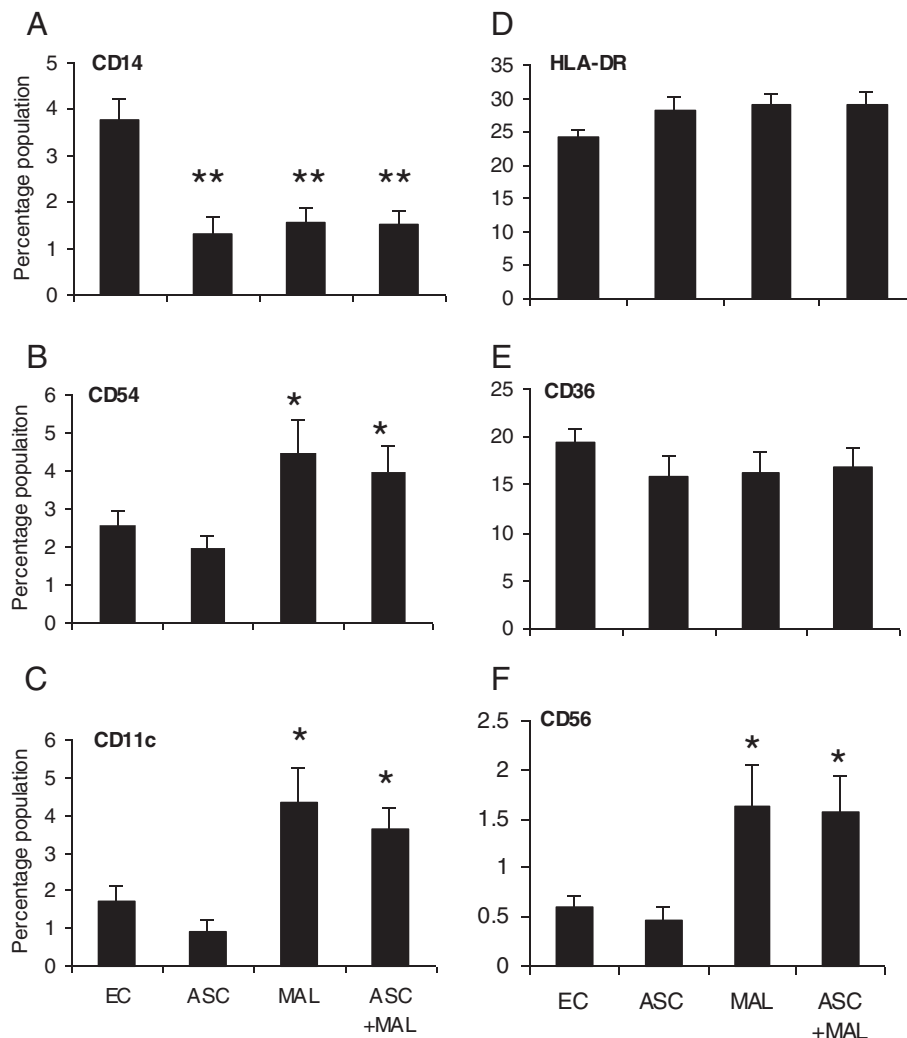 A
CD14
Percentage population
5
4
3
2
1
0
**
**
**
B
CD54
Percentage populaiton
6
5
4
3
2
1
0
*
*
C
CD11c
Percentage population
6
5
4
3
2
1
0
*
*
EC ASC MAL ASC
+MAL
D
HLA-DR
35
30
25
20
15
10
5
0
E
CD36
25
20
15
10
5
0
F
CD56
2.5
2
1.5
1
0.5
0
*
*
EC ASC MAL ASC
+MAL